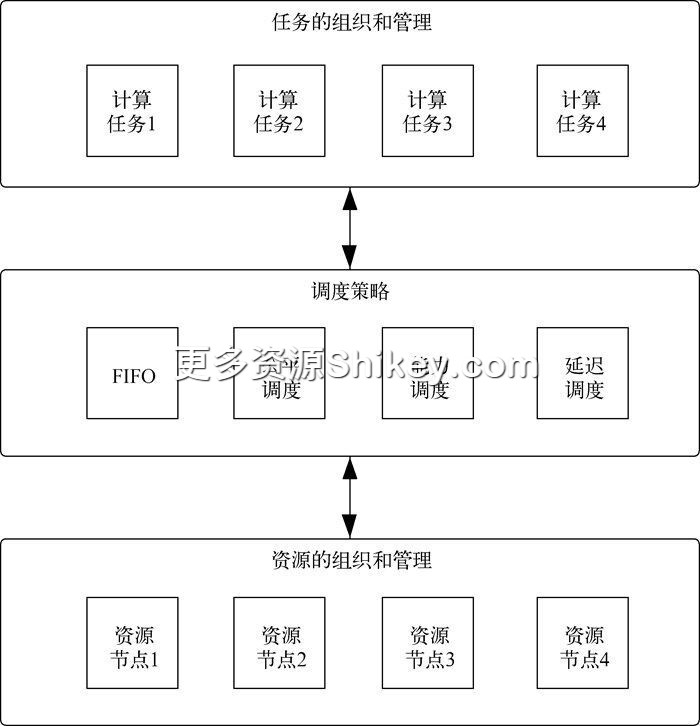 任务的组织和管理
计算
任务1
计算
任务2
计算
任务3
计算
任务4
调度策略
FIFO
公平
调度
能力
调度
延迟
调度
更多资源Shikey.com
资源的组织和管理
资源
节点1
资源
节点2
资源
节点3
资源
节点4